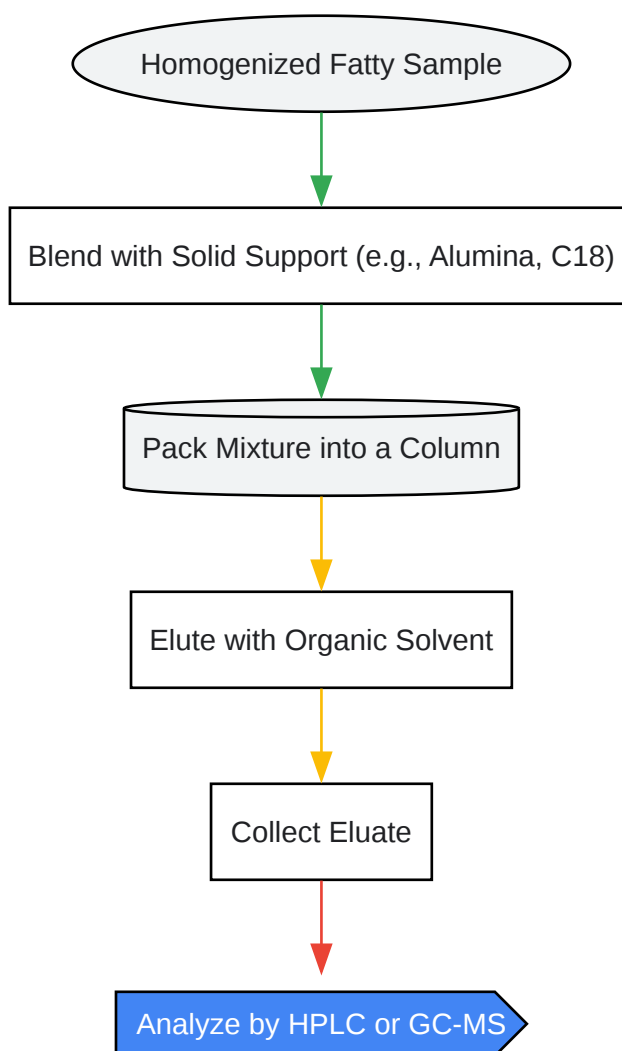 Homogenized Fatty Sample
Blend with Solid Support (e.g., Alumina, C18)
Pack Mixture into a Column
Elute with Organic Solvent
Collect Eluate
Analyze by HPLC or GC-MS